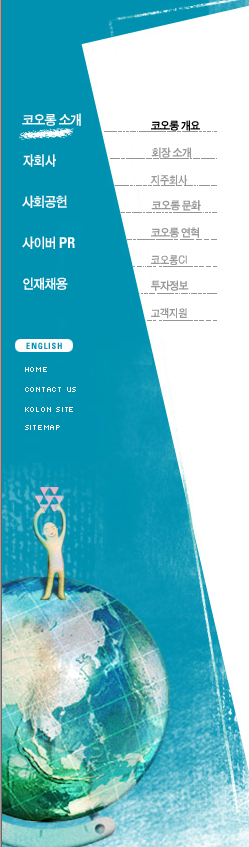 코오롱 소개
자회사
사회공헌
사이버 PR
인재채용
코오롱 개요
회장 소개
지주회사
코오롱 문화
코오롱 연혁
코오롱CI
투자정보
고객지원
ENGLISH
HOME
CONTACT US
KOLON SITE
SITEMAP